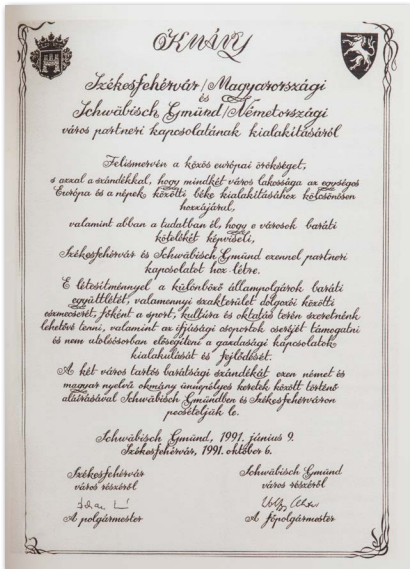 OKMÁNY
Székesfehérvár/Magyarországi
és
Schwäbisch Gmünd/Németországi
város partneri kapcsolatának kialakításáról
Felismervén a közös európai örökséget,
s azzal a szándékkal, hogy mindkét város lakossága az egységes
Európa és a népek közötti béke kialakításához kölcsönösen
hozzájárul,
valamint abban a tudatban él, hogy e városok baráti
kötelékét képviseli,
Székesfehérvár és Schwäbisch Gmünd ezennel partneri
kapcsolatot hoz létre.
E létesítménnyel a különböző állampolgárok baráti
együttlétét, valamennyi szakterület dolgozói közötti
eszmecserét, főként a sport, kultúra és oktatás terén szeretnénk
lehetővé tenni, valamint az ifjúsági csoportok cseréjét támogatni
és nem utolsósorban elősegíteni a gazdasági kapcsolatok
kialakulását és fejlődését.
A két város tartós barátsági szándékát ezen német és
magyar nyelvű okmány ünnepélyes keretek között történő
aláírásával Schwäbisch Gmündben és Székesfehérváron
pecsételjük le.
Schwäbisch Gmünd, 1991. június 9.
Székesfehérvár, 1991. október 6.
Székesfehérvár
város részéről
A polgármester
Schwäbisch Gmünd
város részéről
A főpolgármester